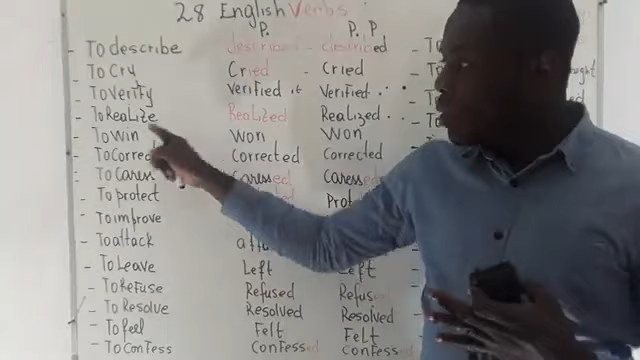 28 English Verbs
P. P. P
- To describe described - described -
- To Cry Cried - Cried -
- To Verify Verified it Verified
- To Realize Realized Realized
- To Win Won Won
- To Corrected Corrected
- To Caress Caressed Caressed
- To protect
- To improve
- To attack
- To Leave Left Left
- To Refuse Refused Refused
- To Resolve Resolved Resolved
- To feel Felt Felt
- To Confess Confessed Confessed